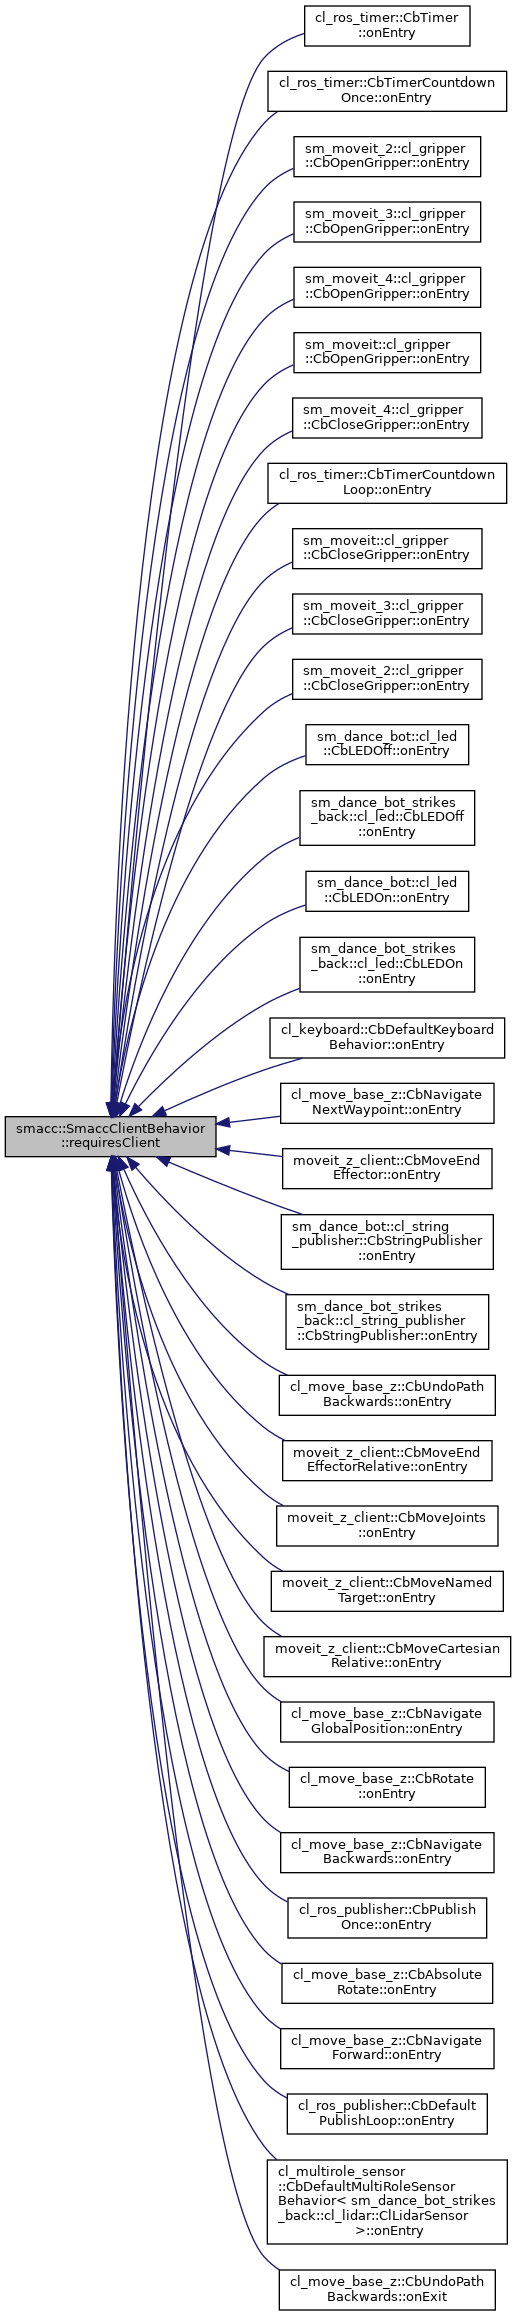 cl_ros_timer::CbTimer
::onEntry
cl_ros_timer::CbTimerCountdown
Once::onEntry
sm_moveit_2::cl_gripper
::CbOpenGripper::onEntry
sm_moveit_3::cl_gripper
::CbOpenGripper::onEntry
sm_moveit_4::cl_gripper
::CbOpenGripper::onEntry
sm_moveit::cl_gripper
::CbOpenGripper::onEntry
sm_moveit_4::cl_gripper
::CbCloseGripper::onEntry
cl_ros_timer::CbTimerCountdown
Loop::onEntry
sm_moveit::cl_gripper
::CbCloseGripper::onEntry
sm_moveit_3::cl_gripper
::CbCloseGripper::onEntry
sm_moveit_2::cl_gripper
::CbCloseGripper::onEntry
sm_dance_bot::cl_led
::CbLEDOff::onEntry
sm_dance_bot_strikes
_back::cl_led::CbLEDOff
::onEntry
sm_dance_bot::cl_led
::CbLEDOn::onEntry
sm_dance_bot_strikes
_back::cl_led::CbLEDOn
::onEntry
cl_keyboard::CbDefaultKeyboard
Behavior::onEntry
cl_move_base_z::CbNavigate
NextWaypoint::onEntry
smacc::SmaccClientBehavior
::requiresClient
moveit_z_client::CbMoveEnd
Effector::onEntry
sm_dance_bot::cl_string
_publisher::CbStringPublisher
::onEntry
sm_dance_bot_strikes
_back::cl_string_publisher
::CbStringPublisher::onEntry
cl_move_base_z::CbUndoPath
Backwards::onEntry
moveit_z_client::CbMoveEnd
EffectorRelative::onEntry
moveit_z_client::CbMoveJoints
::onEntry
moveit_z_client::CbMoveNamed
Target::onEntry
moveit_z_client::CbMoveCartesian
Relative::onEntry
cl_move_base_z::CbNavigate
GlobalPosition::onEntry
cl_move_base_z::CbRotate
::onEntry
cl_move_base_z::CbNavigate
Backwards::onEntry
cl_ros_publisher::CbPublish
Once::onEntry
cl_move_base_z::CbAbsolute
Rotate::onEntry
cl_move_base_z::CbNavigate
Forward::onEntry
cl_ros_publisher::CbDefault
PublishLoop::onEntry
cl_multirole_sensor
::CbDefaultMultiRoleSensor
Behavior< sm_dance_bot_strikes
_back::cl_lidar::ClLidarSensor
>::onEntry
cl_move_base_z::CbUndoPath
Backwards::onExit